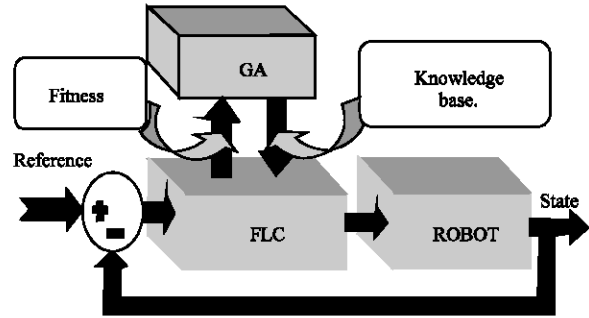 GA
Fitness
Knowledge
base.
Reference
+
-
FLC
ROBOT
State